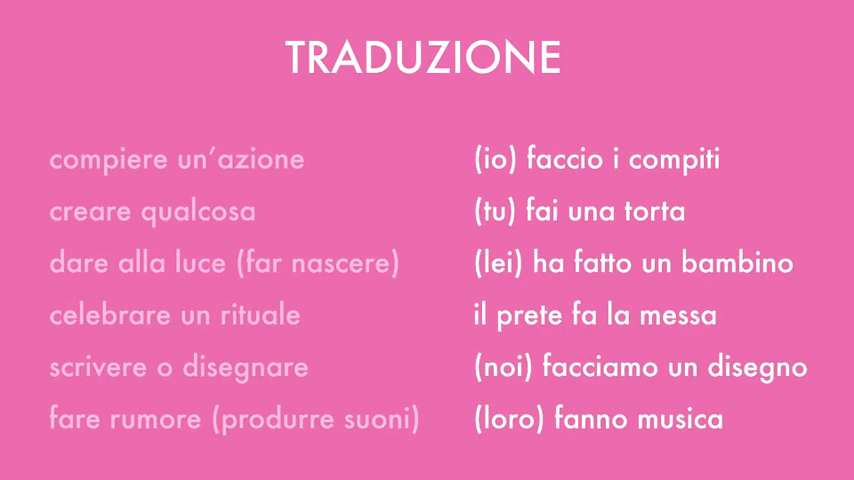 TRADUZIONE
compiere un'azione (io) faccio i compiti
creare qualcosa (tu) fai una torta
dare alla luce (far nascere) (lei) ha fatto un bambino
celebrare un rituale il prete fa la messa
scrivere o disegnare (noi) facciamo un disegno
fare rumore (produrre suoni) (loro) fanno musica